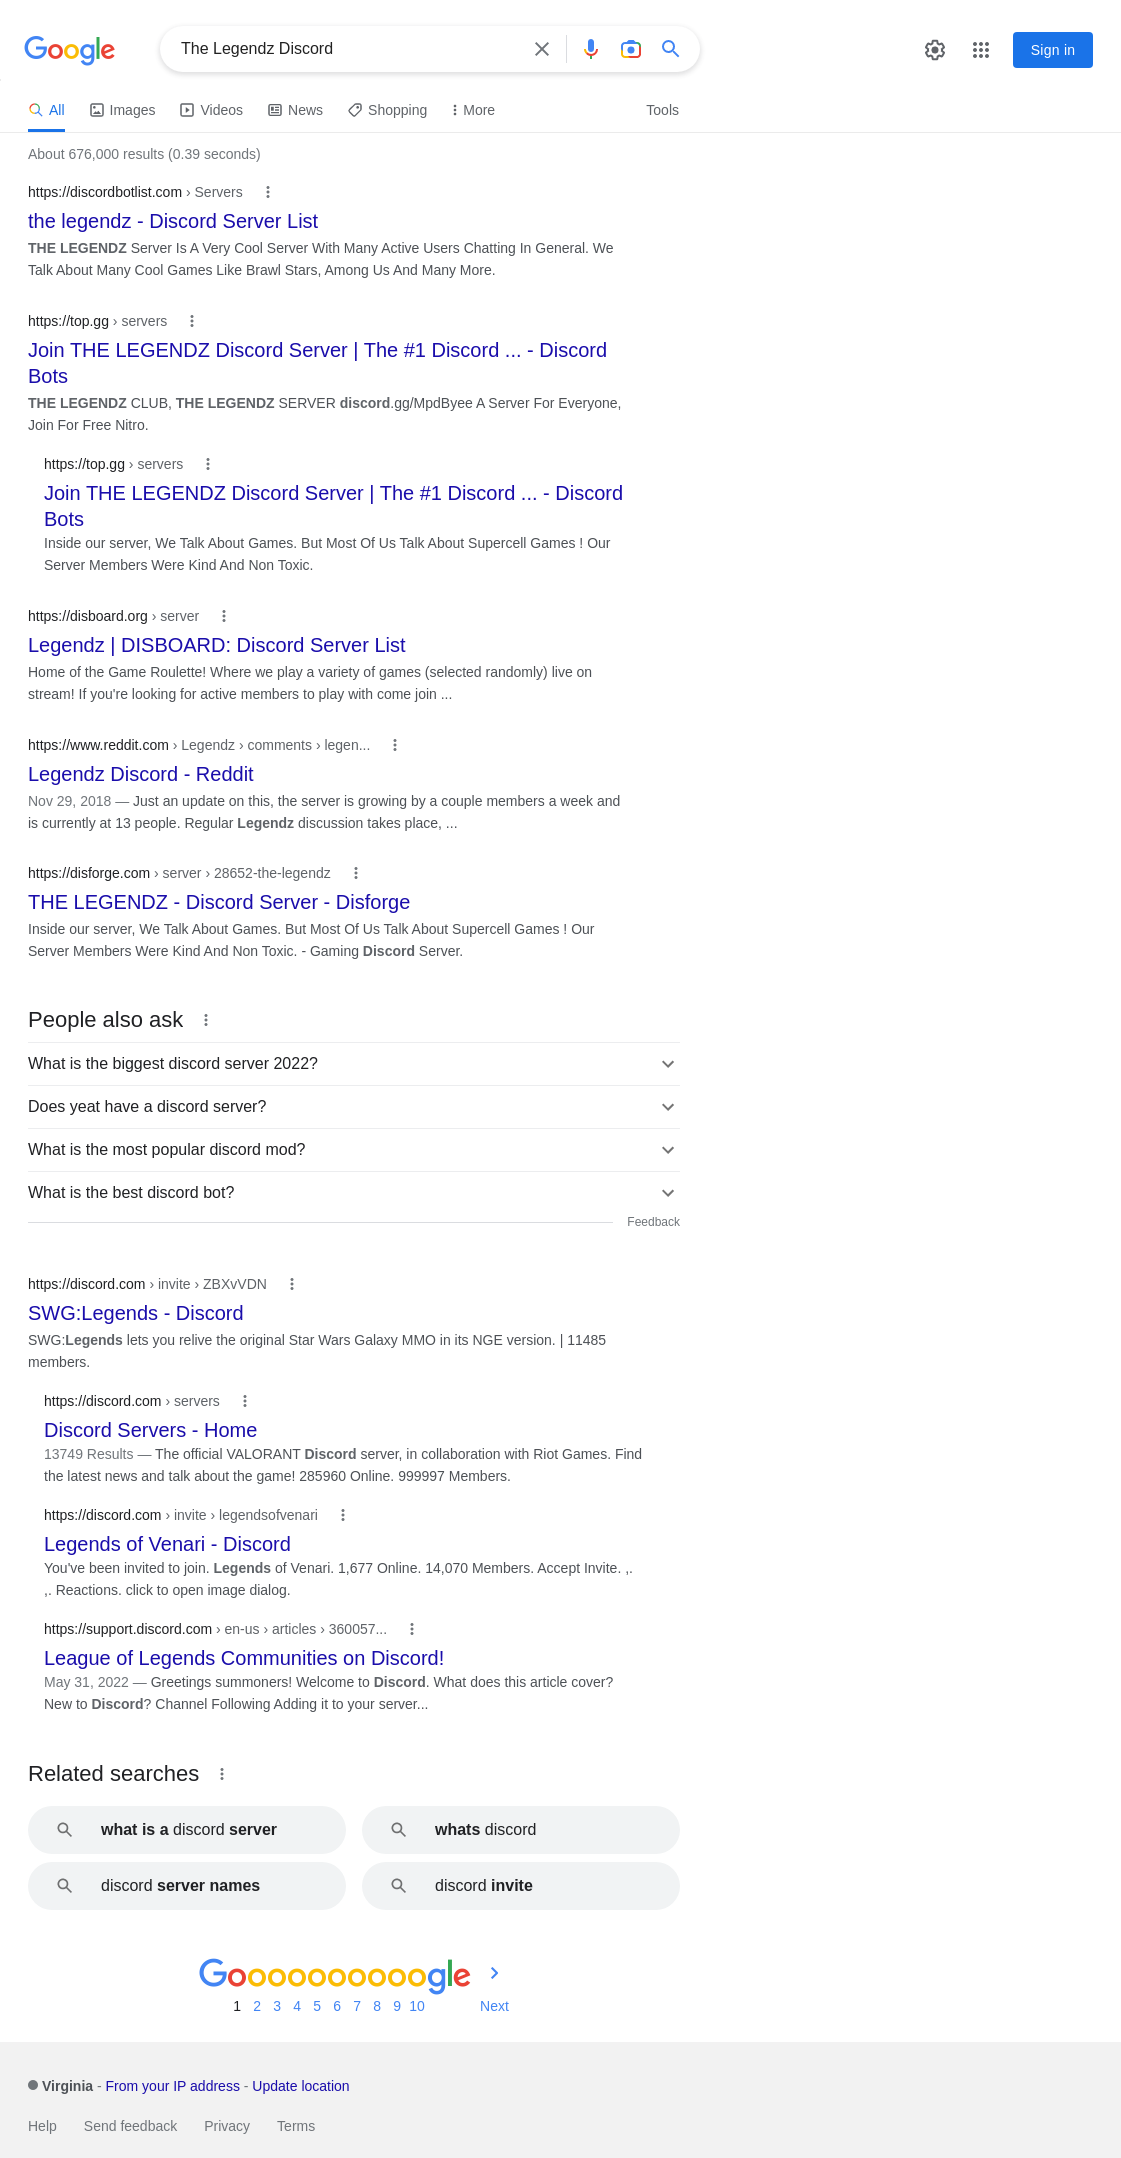 Google
The Legendz Discord
Sign in
All Images Videos News Shopping More Tools
About 676,000 results (0.39 seconds)
https://discordbotlist.com › Servers
the legendz - Discord Server List
THE LEGENDZ Server Is A Very Cool Server With Many Active Users Chatting In General. We
Talk About Many Cool Games Like Brawl Stars, Among Us And Many More.
https://top.gg › servers
Join THE LEGENDZ Discord Server | The #1 Discord ... - Discord
Bots
THE LEGENDZ CLUB, THE LEGENDZ SERVER discord.gg/MpdByee A Server For Everyone,
Join For Free Nitro.
https://top.gg › servers
Join THE LEGENDZ Discord Server | The #1 Discord ... - Discord
Bots
Inside our server, We Talk About Games. But Most Of Us Talk About Supercell Games ! Our
Server Members Were Kind And Non Toxic.
https://disboard.org › server
Legendz | DISBOARD: Discord Server List
Home of the Game Roulette! Where we play a variety of games (selected randomly) live on
stream! If you're looking for active members to play with come join ...
https://www.reddit.com › Legendz › comments › legen...
Legendz Discord - Reddit
Nov 29, 2018 — Just an update on this, the server is growing by a couple members a week and
is currently at 13 people. Regular Legendz discussion takes place, ...
https://disforge.com › server › 28652-the-legendz
THE LEGENDZ - Discord Server - Disforge
Inside our server, We Talk About Games. But Most Of Us Talk About Supercell Games ! Our
Server Members Were Kind And Non Toxic. - Gaming Discord Server.
People also ask
What is the biggest discord server 2022?
Does yeat have a discord server?
What is the most popular discord mod?
What is the best discord bot?
Feedback
https://discord.com › invite › ZBXvVDN
SWG:Legends - Discord
SWG:Legends lets you relive the original Star Wars Galaxy MMO in its NGE version. | 11485
members.
https://discord.com › servers
Discord Servers - Home
13749 Results — The official VALORANT Discord server, in collaboration with Riot Games. Find
the latest news and talk about the game! 285960 Online. 999997 Members.
https://discord.com › invite › legendsofvenari
Legends of Venari - Discord
You've been invited to join. Legends of Venari. 1,677 Online. 14,070 Members. Accept Invite. ,.
,. Reactions. click to open image dialog.
https://support.discord.com › en-us › articles › 360057...
League of Legends Communities on Discord!
May 31, 2022 — Greetings summoners! Welcome to Discord. What does this article cover?
New to Discord? Channel Following Adding it to your server...
Related searches
what is a discord server
whats discord
discord server names
discord invite
Goooooooooogle
1 2 3 4 5 6 7 8 9 10 Next
Virginia - From your IP address - Update location
Help Send feedback Privacy Terms